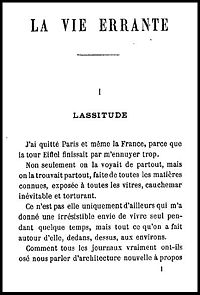 LA VIE ERRANTE
I
LASSITUDE
J'ai quitté Paris et même la France, parce que
la tour Eiffel finissait par m'ennuyer trop.
Non seulement on la voyait de partout, mais
on la trouvait partout, faite de toutes les matières
connues, exposée à toutes les vitres, cauchemar
inévitable et torturant.
Ce n'est pas elle uniquement d'ailleurs qui m'a
donné une irrésistible envie de vivre seul pen-
dant quelque temps, mais tout ce qu'on a fait
autour d'elle, dedans, dessus, aux environs.
Comment tous les journaux vraiment ont-ils
osé nous parler d'architecture nouvelle à propos
1